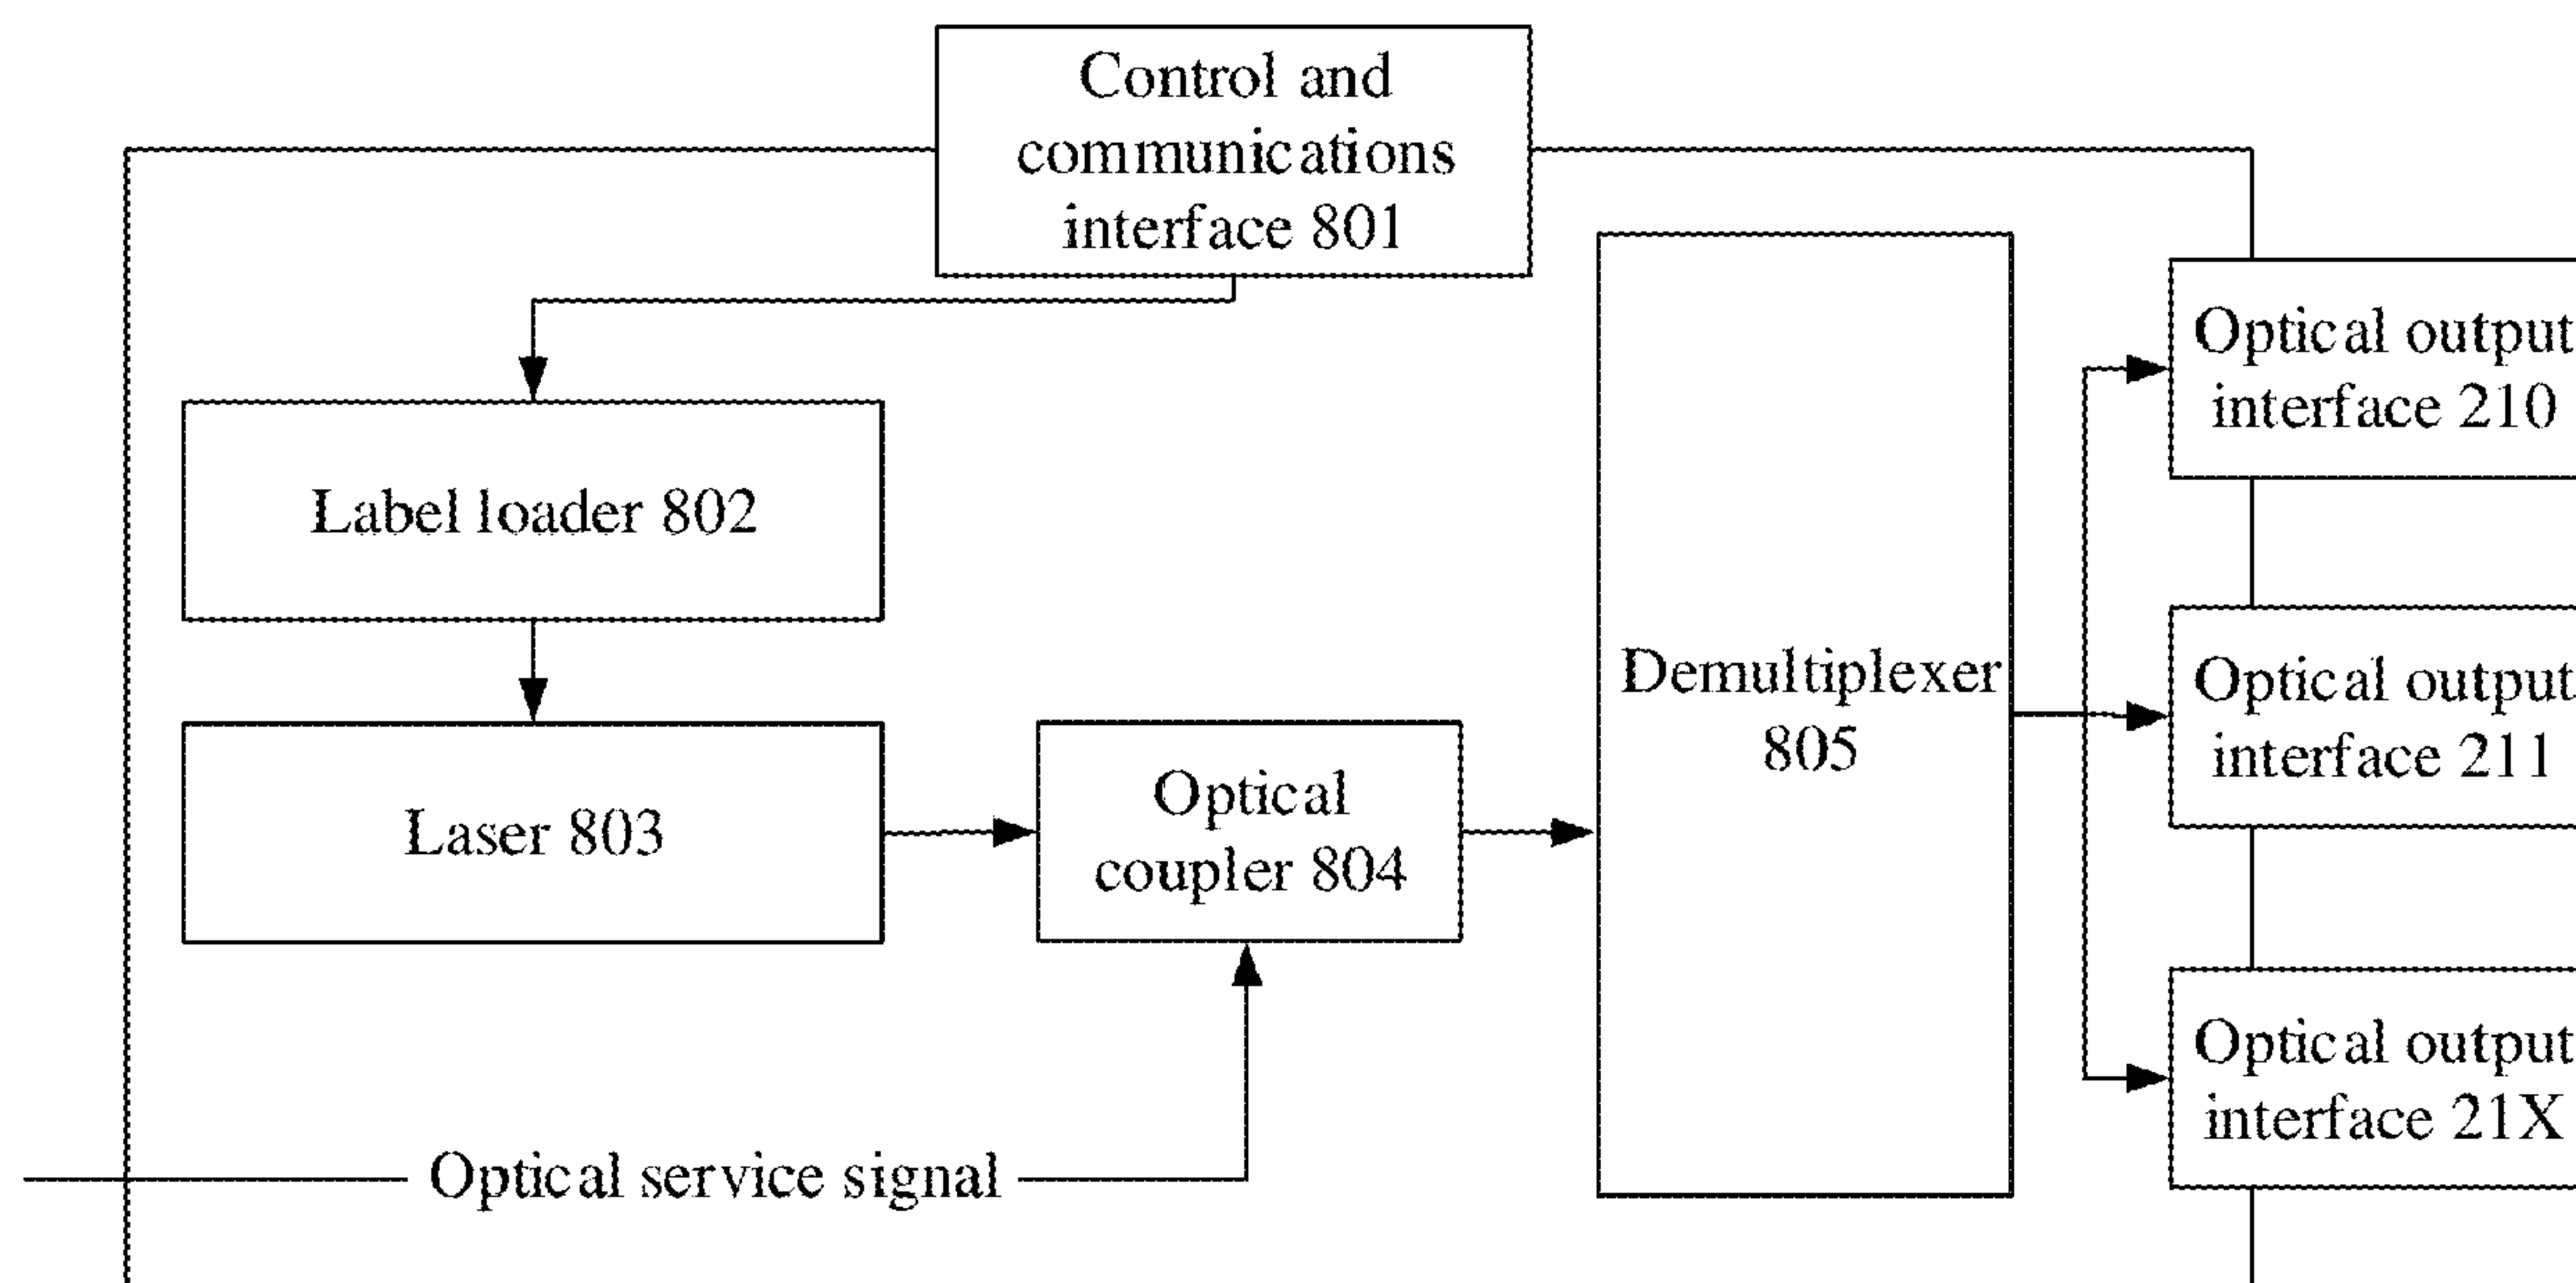 Control and
communications
interface 801
Label loader 802
Laser 803
Optical
coupler 804
Optical service signal
Demultiplexer
805
Optical output
interface 210
Optical output
interface 211
Optical output
interface 21X